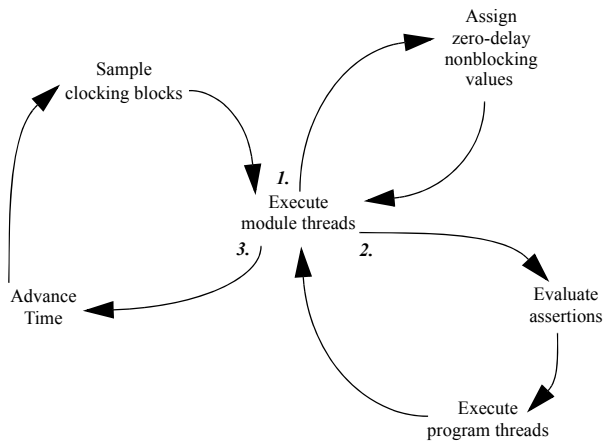 Assign
zero-delay
nonblocking
values
Sample
clocking blocks
1.
Execute
module threads
3.
2.
Advance
Time
Evaluate
assertions
Execute
program threads